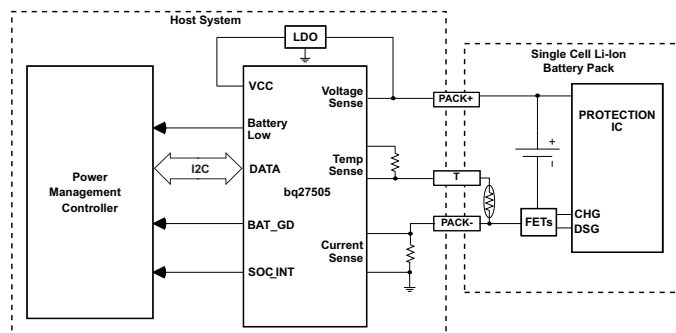 Host System
LDO
Single Cell Li-Ion
Battery Pack
VCC
Voltage
Sense
PACK+
PROTECTION
IC
Battery
Low
+
I2C
DATA
Temp
Sense
T
Power
Management
Controller
bq27505
BAT_GD
PACK-
FETs
CHG
DSG
Current
Sense
SOC_INT